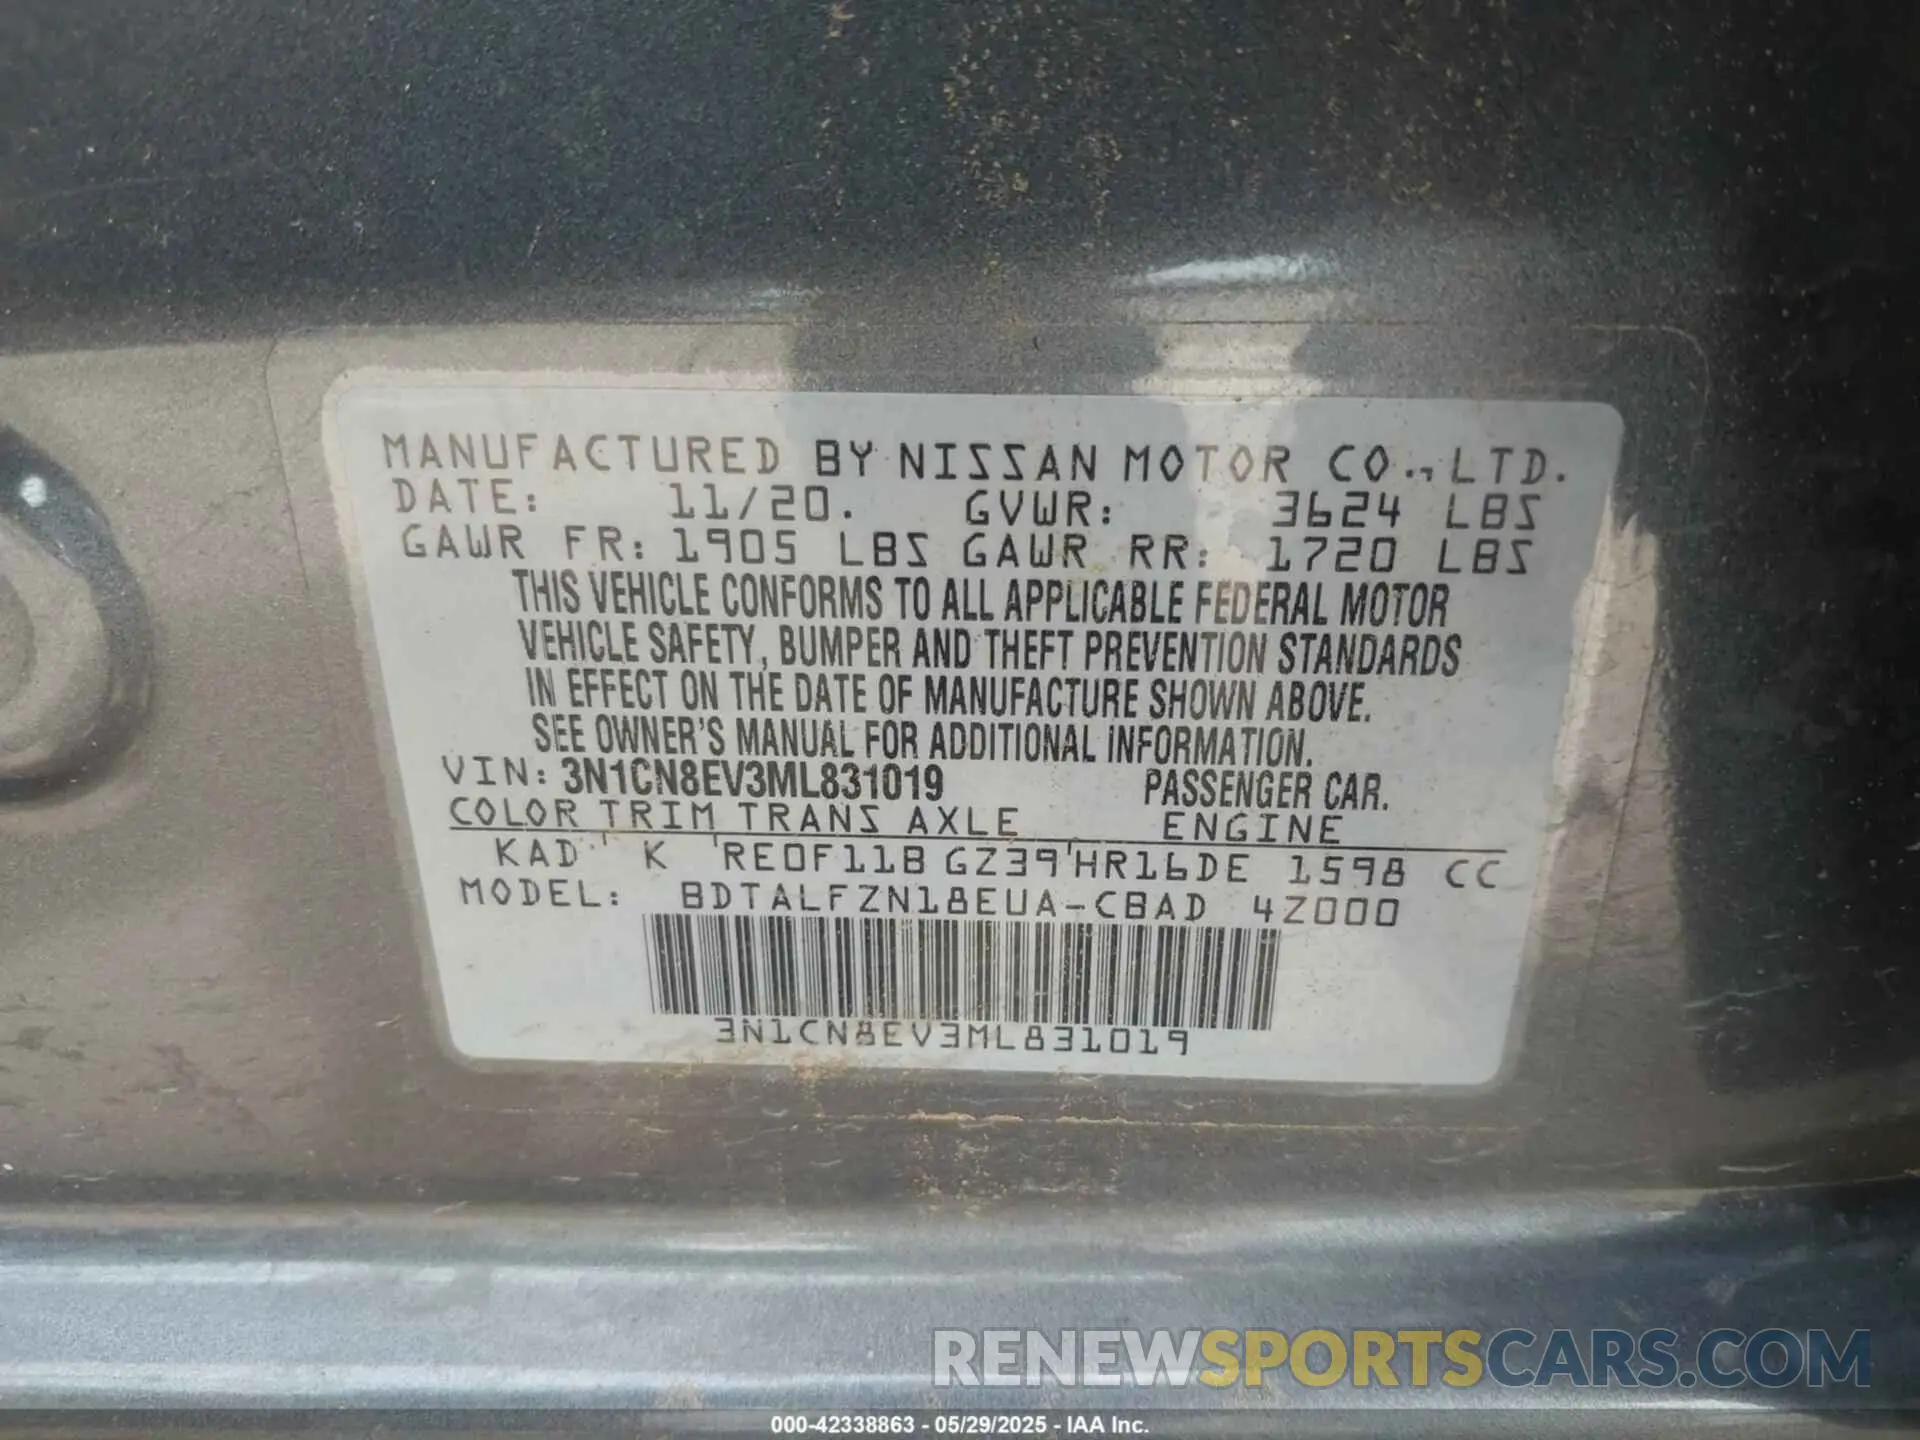 MANUFACTURED BY NISSAN MOTOR CO., LTD.
DATE: 11/20. GVWR: 3624 LBS
GAWR FR: 1905 LBS GAWR RR: 1720 LBS
THIS VEHICLE CONFORMS TO ALL APPLICABLE FEDERAL MOTOR
VEHICLE SAFETY, BUMPER AND THEFT PREVENTION STANDARDS
IN EFFECT ON THE DATE OF MANUFACTURE SHOWN ABOVE.
SEE OWNER'S MANUAL FOR ADDITIONAL INFORMATION.
VIN: 3N1CN8EV3ML831019 PASSENGER CAR.
COLOR TRIM TRANS AXLE ENGINE
KAD K RE0F11B GZ39 HR16DE 1598 CC
MODEL: BDTALFZN18EUA-CBAD 4Z000
3N1CN8EV3ML831019
RENEWSPORTSCARS.COM
000-42338863 - 05/29/2025 - IAA Inc.